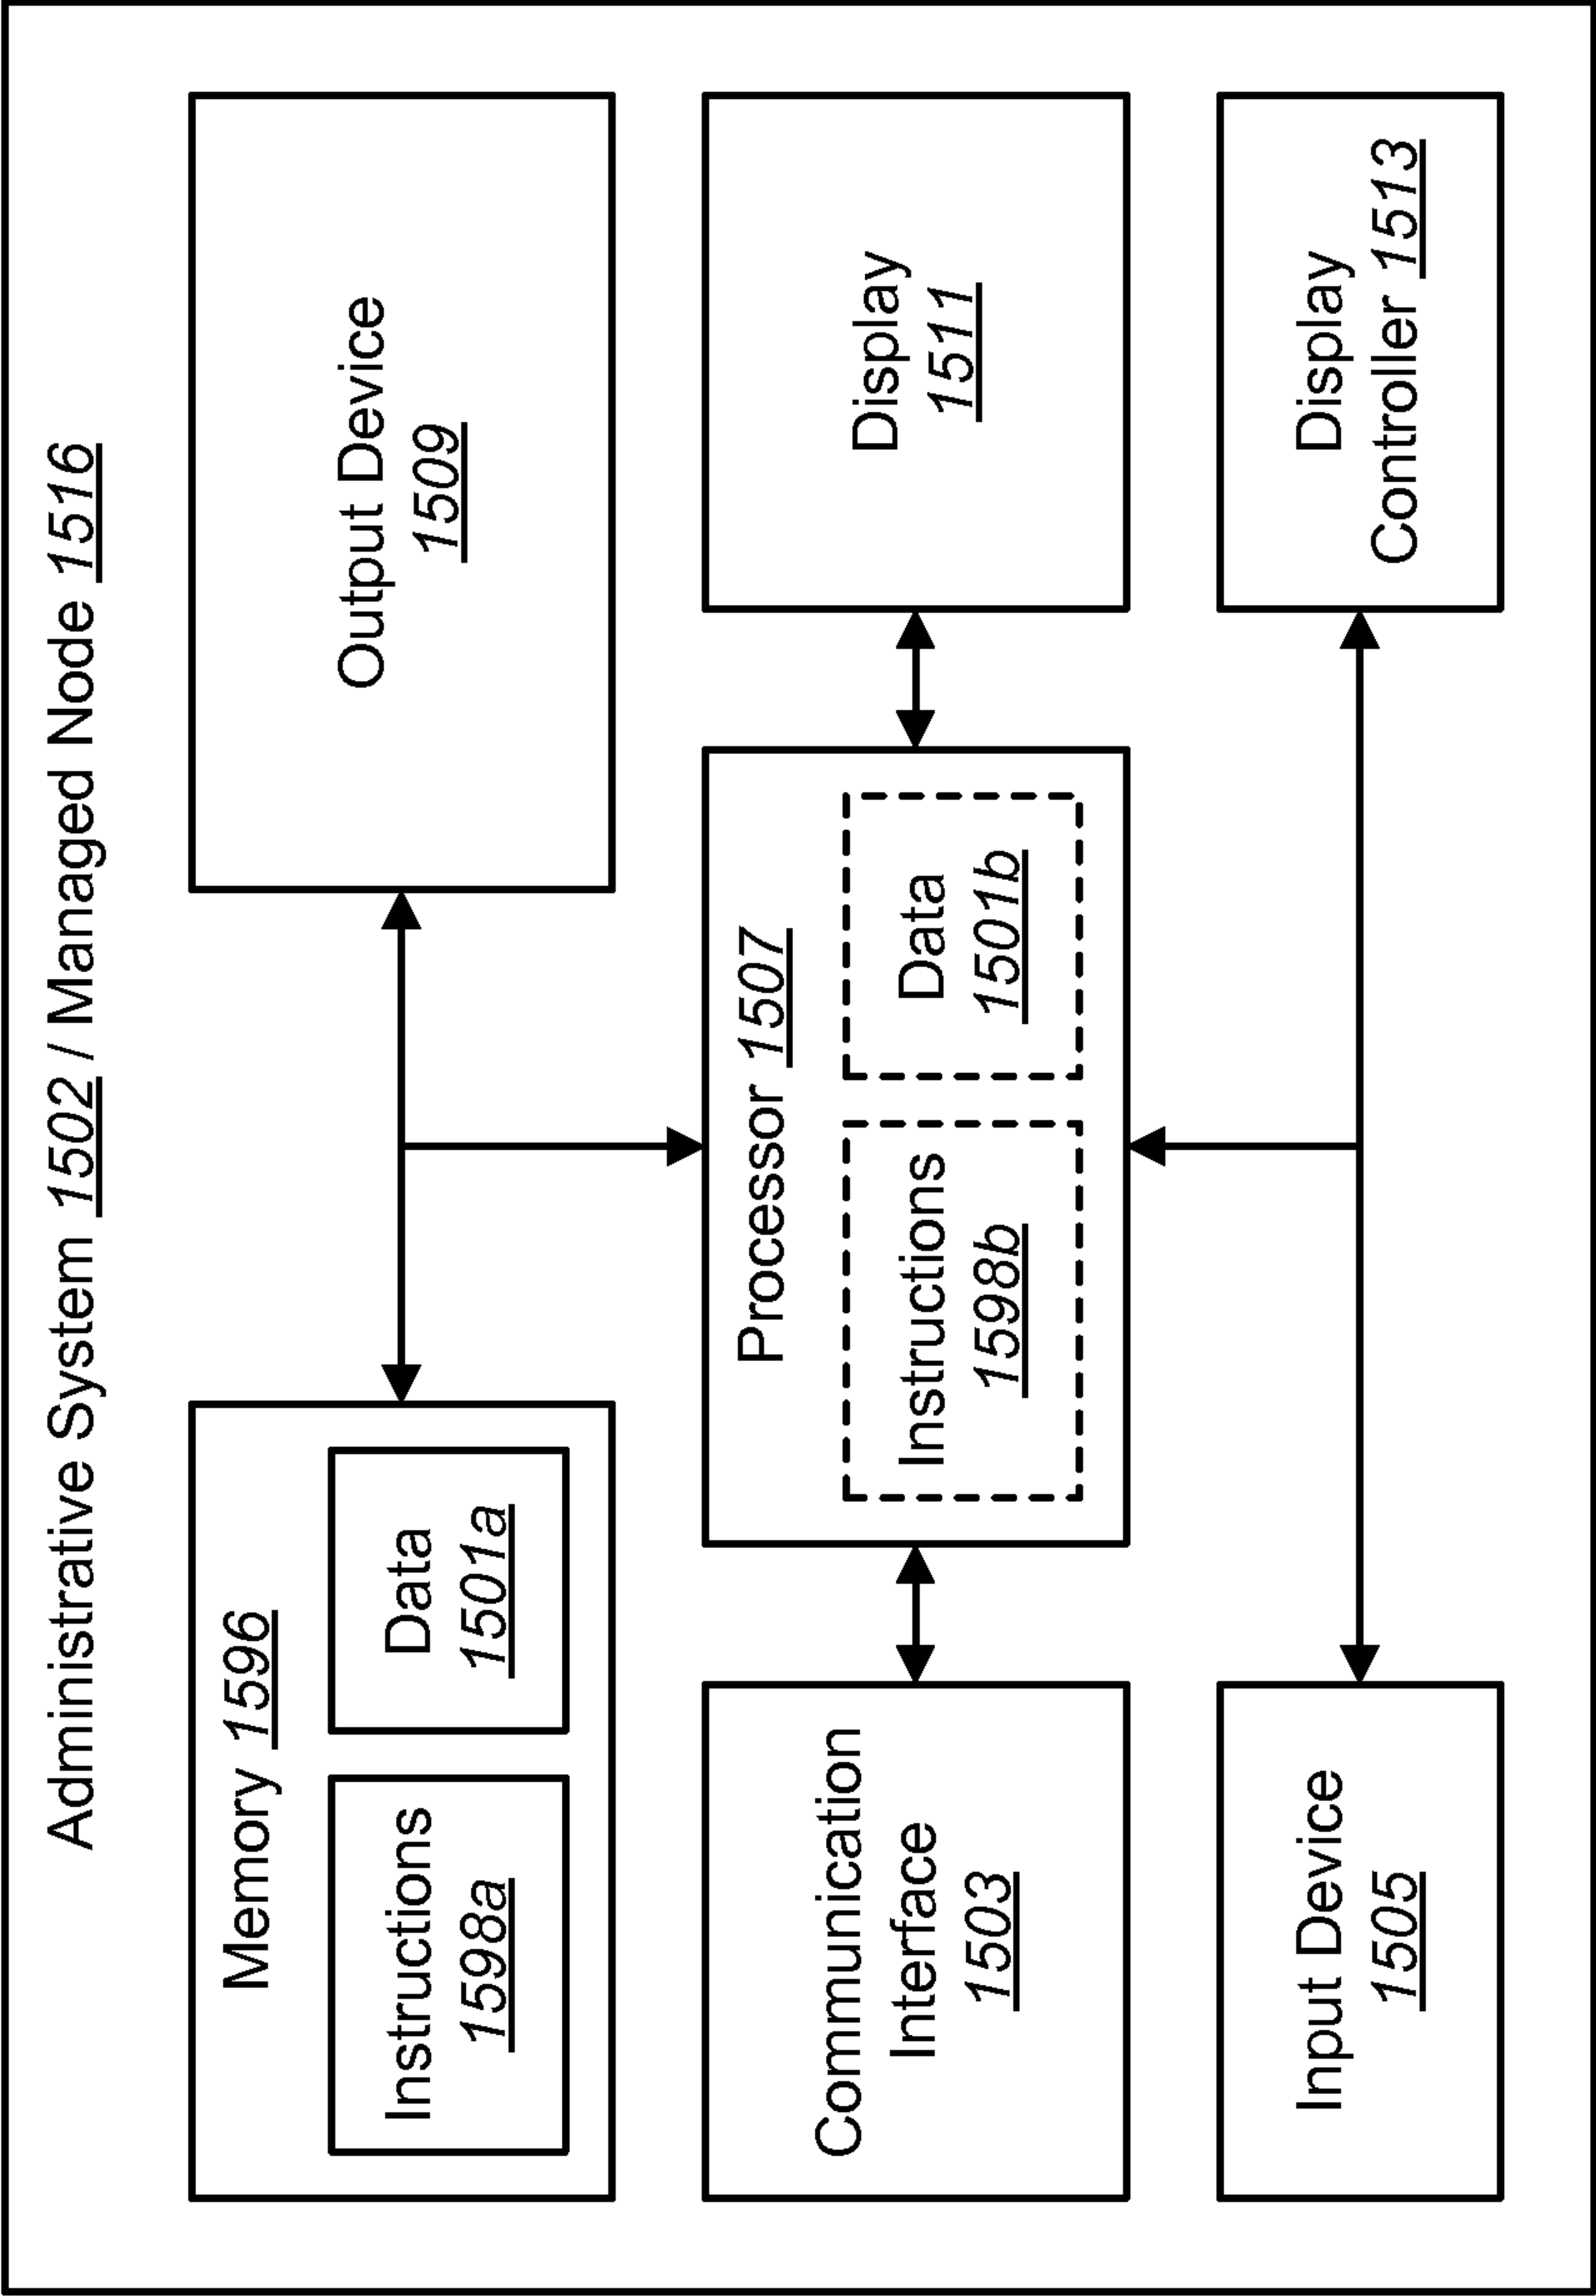 Administrative System 1502 / Managed Node 1516
Memory 1596
Instructions
1598a
Data
1501a
Output Device
1509
Communication
Interface
1503
Processor 1507
Instructions
1598b
Data
1501b
Display
1511
Input Device
1505
Display
Controller 1513